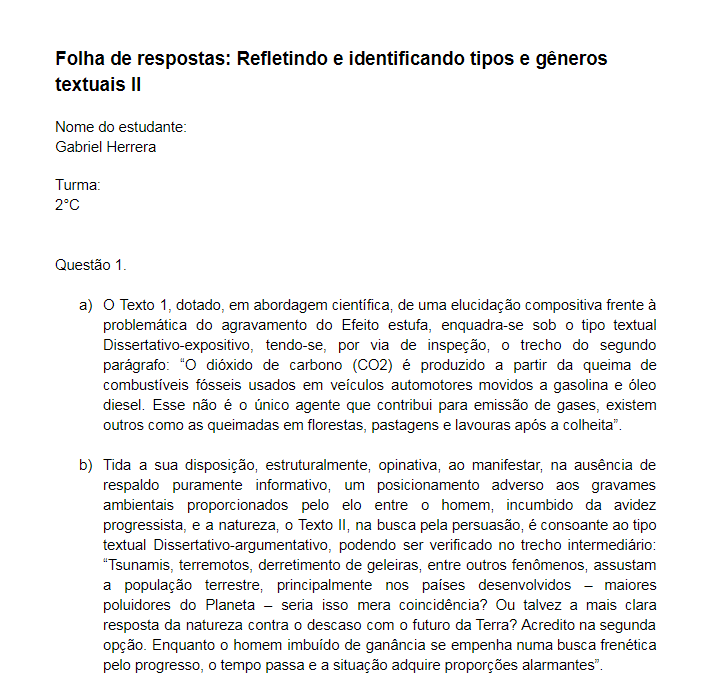 Folha de respostas: Refletindo e identificando tipos e gêneros
textuais II
Nome do estudante:
Gabriel Herrera
Turma:
2°C
Questão 1.
a) O Texto 1, dotado, em abordagem científica, de uma elucidação compositiva frente à
problemática do agravamento do Efeito estufa, enquadra-se sob o tipo textual
Dissertativo-expositivo, tendo-se, por via de inspeção, o trecho do segundo
parágrafo: “O dióxido de carbono (CO2) é produzido a partir da queima de
combustíveis fósseis usados em veículos automotores movidos a gasolina e óleo
diesel. Esse não é o único agente que contribui para emissão de gases, existem
outros como as queimadas em florestas, pastagens e lavouras após a colheita”.
b) Tida a sua disposição, estruturalmente, opinativa, ao manifestar, na ausência de
respaldo puramente informativo, um posicionamento adverso aos gravames
ambientais proporcionados pelo elo entre o homem, incumbido da avidez
progressista, e a natureza, o Texto II, na busca pela persuasão, é consoante ao tipo
textual Dissertativo-argumentativo, podendo ser verificado no trecho intermediário:
“Tsunamis, terremotos, derretimento de geleiras, entre outros fenômenos, assustam
a população terrestre, principalmente nos países desenvolvidos – maiores
poluidores do Planeta – seria isso mera coincidência? Ou talvez a mais clara
resposta da natureza contra o descaso com o futuro da Terra? Acredito na segunda
opção. Enquanto o homem imbuído de ganância se empenha numa busca frenética
pelo progresso, o tempo passa e a situação adquire proporções alarmantes”.